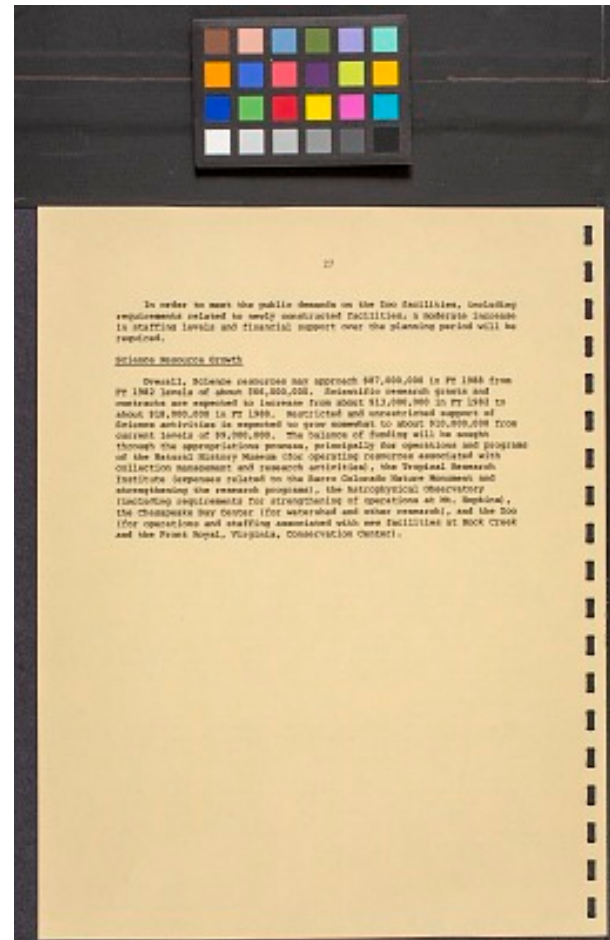 27
In order to meet the public demands on the Zoo facilities, including
requirements related to newly constructed facilities, a moderate increase
in staffing levels and financial support over the planning period will be
required.
Science Resource Growth
Overall, Science resources may approach $87,000,000 in FY 1988 from
FY 1982 levels of about $66,000,000. Scientific research grants and
contracts are expected to increase from about $13,000,000 in FY 1982 to
about $18,000,000 in FY 1988. Restricted and unrestricted support of
Science activities is expected to grow somewhat to about $10,000,000 from
current levels of $9,000,000. The balance of funding will be sought
through the appropriations process, principally for operations and programs
of the Natural History Museum (for operating resources associated with
collection management and research activities), the Tropical Research
Institute (expenses related to the Barro Colorado Nature Monument and
strengthening the research programs), the Astrophysical Observatory
(including requirements for strengthening of operations at Mt. Hopkins),
the Chesapeake Bay Center (for watershed and other research), and the Zoo
(for operations and staffing associated with new facilities at Rock Creek
and the Front Royal, Virginia, Conservation Center).